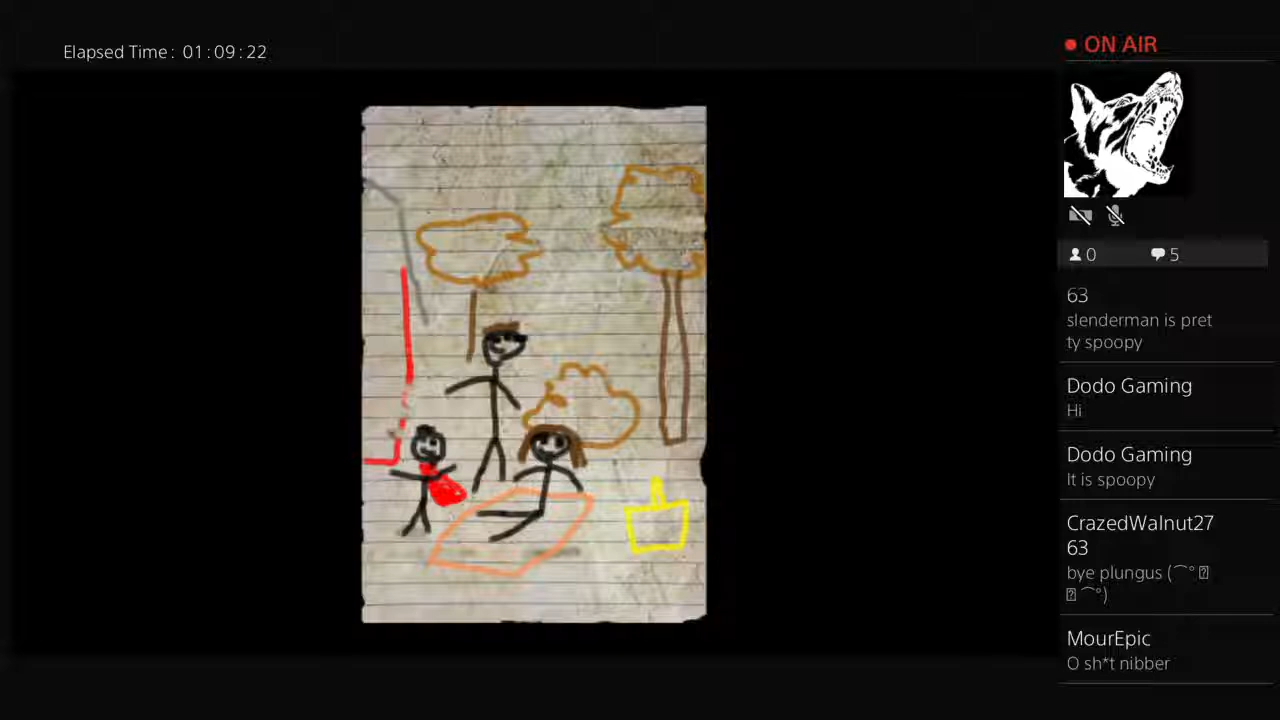 Elapsed Time: 01:09:22
ON AIR
0
5
63
slenderman is pret
ty spoopy
Dodo Gaming
Hi
Dodo Gaming
It is spoopy
CrazedWalnut27
63
bye plungus (⁀°
⁀°)
MourEpic
O sh*t nibber